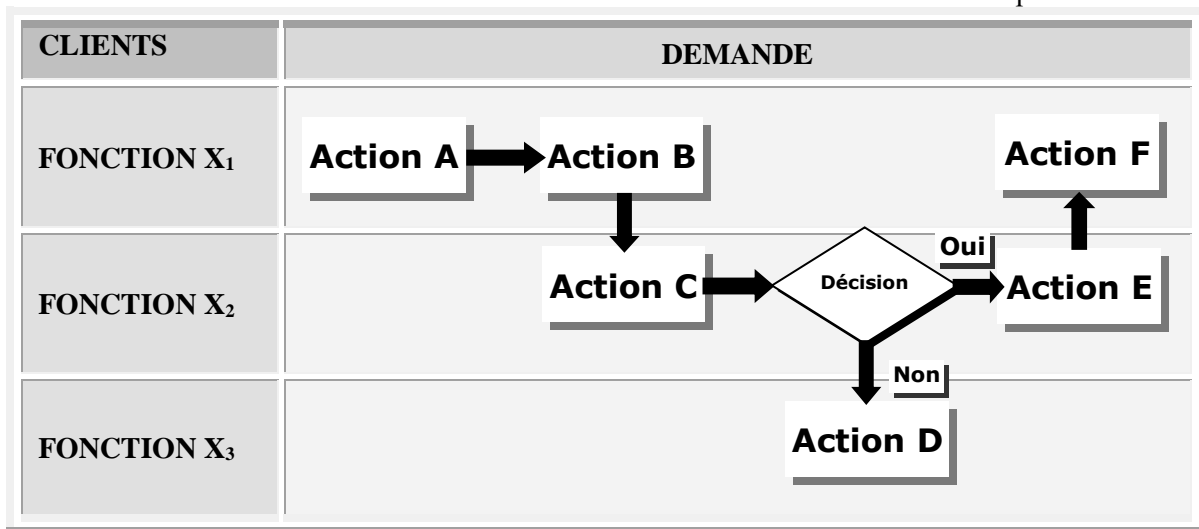 CLIENTS
DEMANDE
FONCTION X₁
Action A
Action B
Action F
FONCTION X₂
Action C
Décision
Oui
Action E
Non
FONCTION X₃
Action D